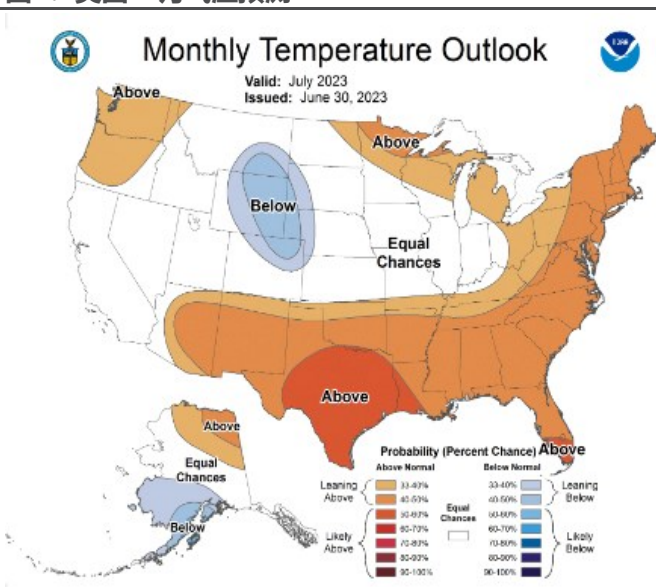 Monthly Temperature Outlook
Valid: July 2023
Issued: June 30, 2023
Above
Above
Below
Equal
Chances
Above
Above
Above
Equal
Chances
Below
Probability (Percent Chance)
Above Normal
Below Normal
Leaning
Above
33-40%
40-50%
50-60%
60-70%
70-80%
80-90%
90-100%
Likely
Above
Equal
Chances
33-40%
40-50%
50-60%
60-70%
70-80%
80-90%
90-100%
Leaning
Below
Likely
Below